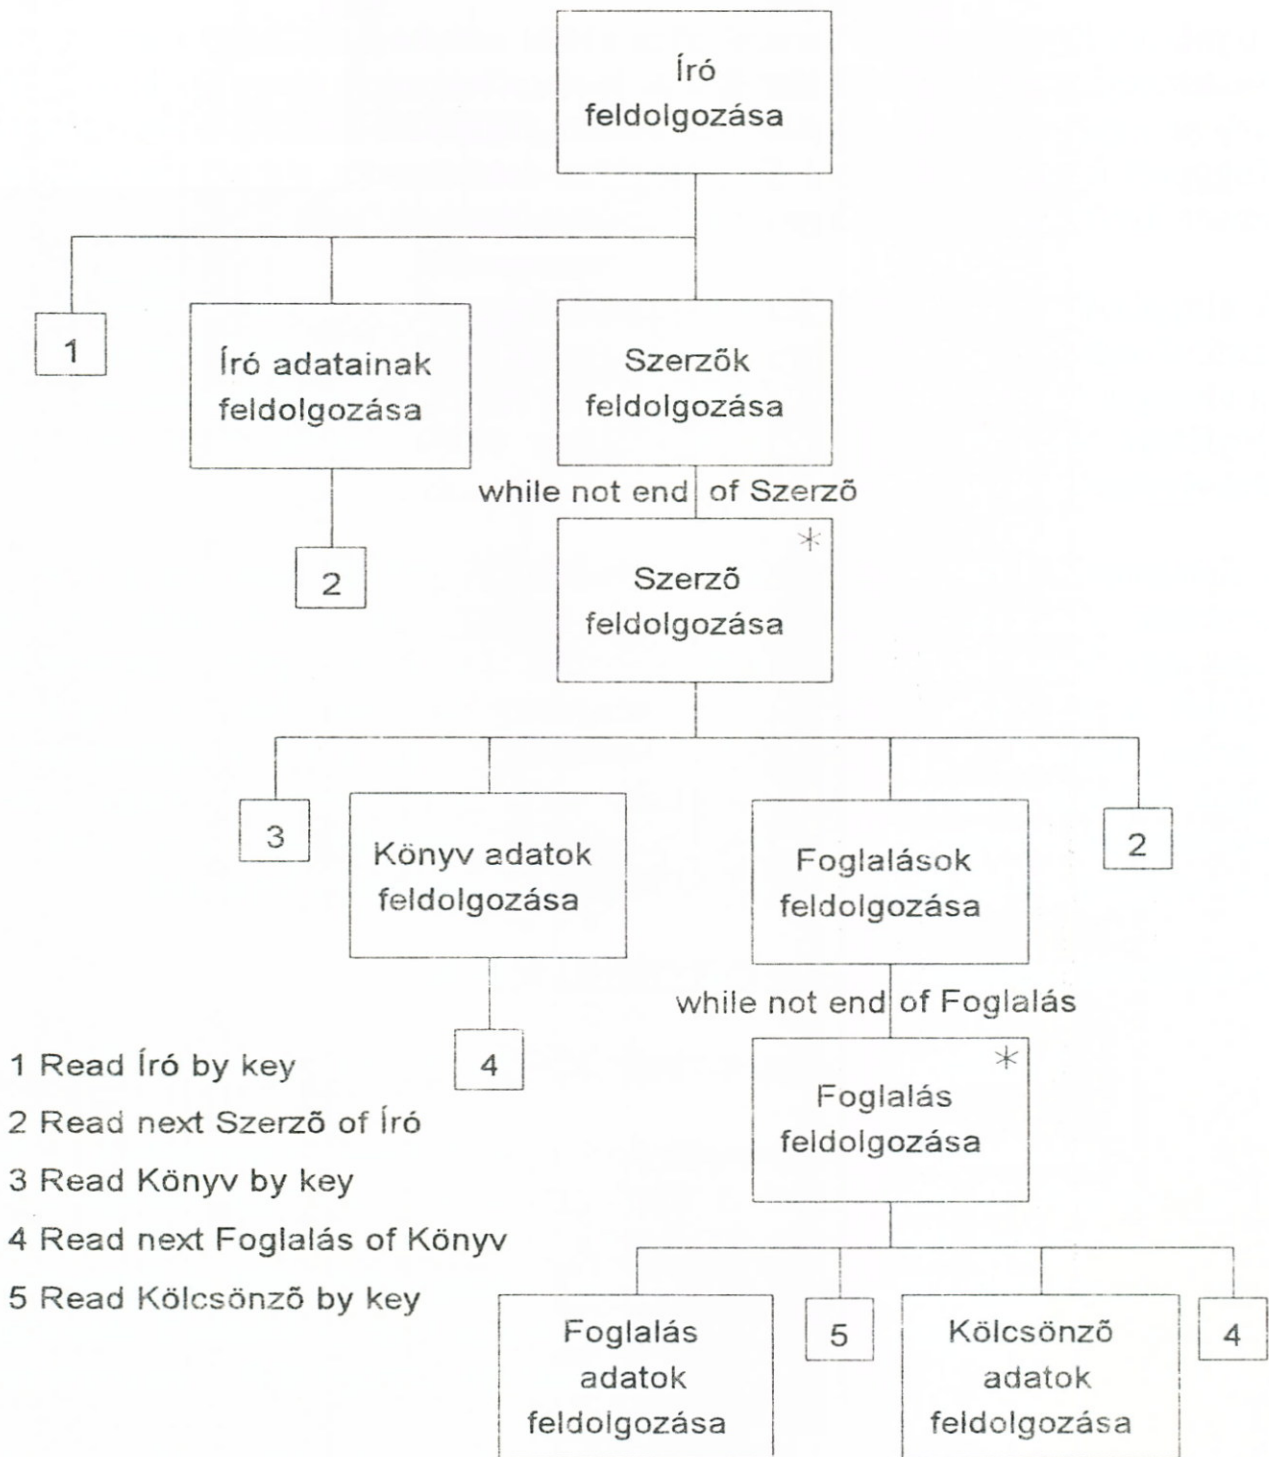 Író
feldolgozása
1
Író adatainak
feldolgozása
Szerzõk
feldolgozása
while not end of Szerzõ
2
Szerzõ
feldolgozása
*
3
Könyv adatok
feldolgozása
Foglalások
feldolgozása
2
while not end of Foglalás
4
Foglalás
feldolgozása
*
1 Read Író by key
2 Read next Szerzõ of Író
3 Read Könyv by key
4 Read next Foglalás of Könyv
5 Read Kölcsönzõ by key
Foglalás
adatok
feldolgozása
5
Kölcsönzõ
adatok
feldolgozása
4